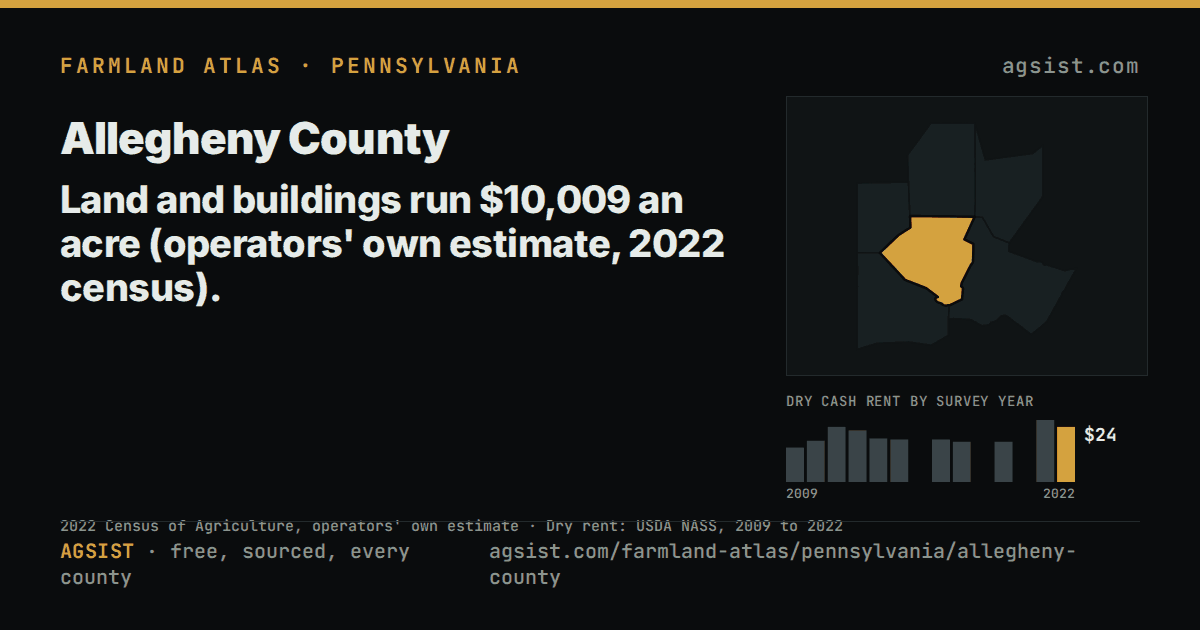 FARMLAND ATLAS · PENNSYLVANIA
agsist.com
Allegheny County
Land and buildings run $10,009 an
acre (operators' own estimate, 2022
census).
DRY CASH RENT BY SURVEY YEAR
$24
2009
2022
2022 Census of Agriculture, operators' own estimate · Dry rent: USDA NASS, 2009 to 2022
AGSIST · free, sourced, every
county
agsist.com/farmland-atlas/pennsylvania/allegheny-
county